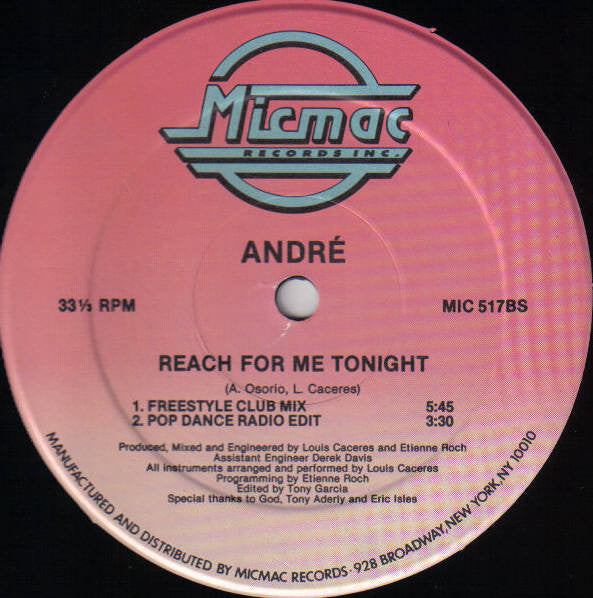 Micmac
RECORDS INC.
ANDRÉ
33⅓ RPM
MIC 517BS
REACH FOR ME TONIGHT
(A. Osorio, L. Caceres)
1. FREESTYLE CLUB MIX 5:45
2. POP DANCE RADIO EDIT 3:30
Produced, Mixed and Engineered by Louis Caceres and Etienne Roch
Assistant Engineer Derek Davis
All instruments arranged and performed by Louis Caceres
Programming by Etienne Roch
Edited by Tony Garcia
Special thanks to God, Tony Aderly and Eric Isles
MANUFACTURED AND DISTRIBUTED BY MICMAC RECORDS · 928 BROADWAY, NEW YORK, NY 10010